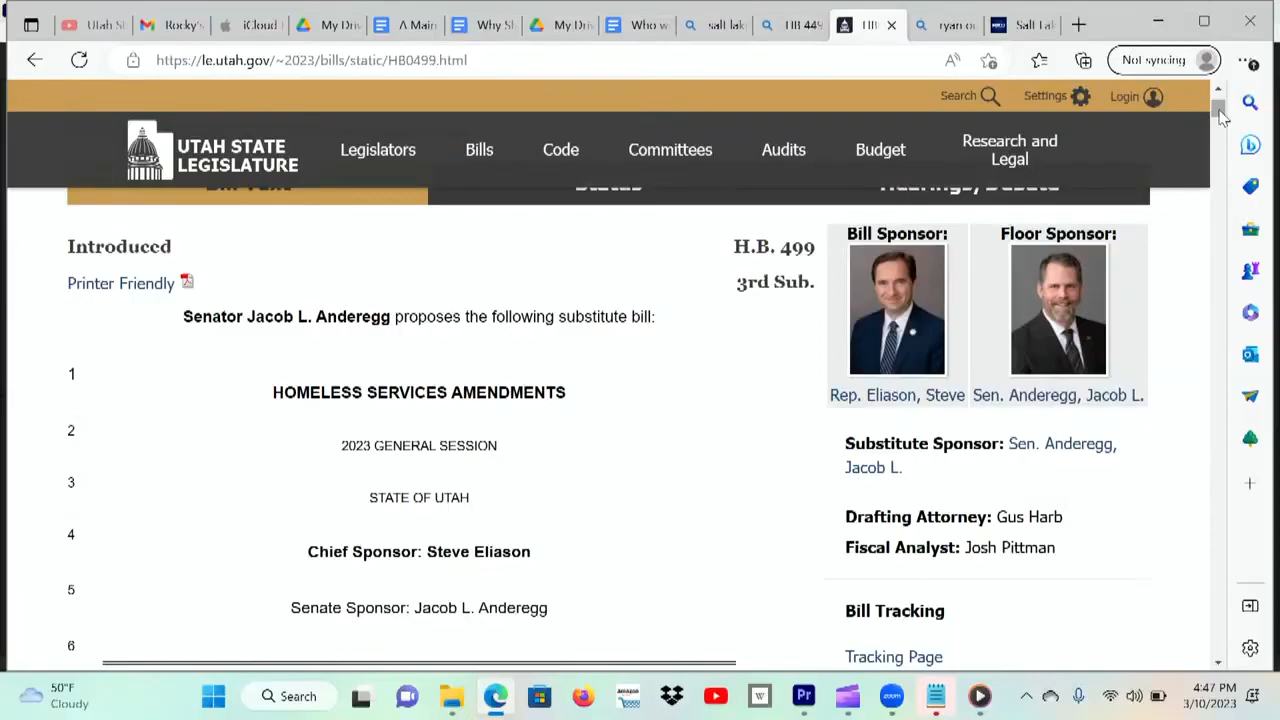 Utah St
Rocky's
iCloud
My Driv
A Main
Why Sl
My Driv
Who w
salt lak
HB 449
ryan or
Salt Lak
https://le.utah.gov/~2023/bills/static/HB0499.html
Not syncing
Search
Settings
Login
UTAH STATE
LEGISLATURE
Legislators
Bills
Code
Committees
Audits
Budget
Research and
Legal
Introduced
H.B. 499
Printer Friendly
3rd Sub.
Senator Jacob L. Anderegg proposes the following substitute bill:
1
HOMELESS SERVICES AMENDMENTS
2
2023 GENERAL SESSION
3
STATE OF UTAH
4
Chief Sponsor: Steve Eliason
5
Senate Sponsor: Jacob L. Anderegg
6
Bill Sponsor:
Rep. Eliason, Steve
Floor Sponsor:
Sen. Anderegg, Jacob L.
Substitute Sponsor: Sen. Anderegg,
Jacob L.
Drafting Attorney: Gus Harb
Fiscal Analyst: Josh Pittman
Bill Tracking
Tracking Page
50°F
Cloudy
Search
amazon
W
Pr
zoom
4:47 PM
3/10/2023